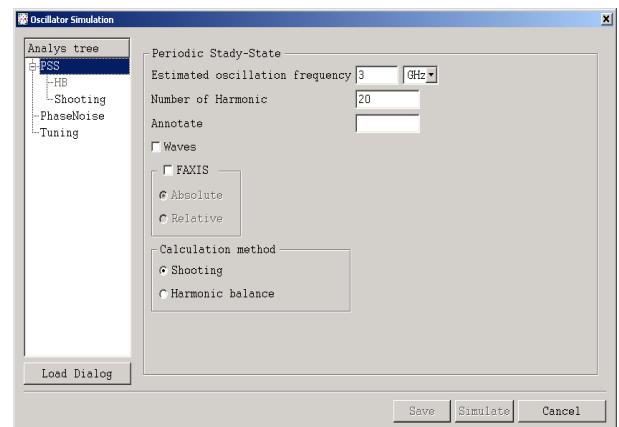 Oscillator Simulation
Analys tree
PSS
HB
Shooting
PhaseNoise
Tuning
Load Dialog
Periodic Stady-State
Estimated oscillation frequency 3 GHz
Number of Harmonic 20
Annotate
Waves
FAXIS
Absolute
Relative
Calculation method
Shooting
Harmonic balance
Save Simulate Cancel